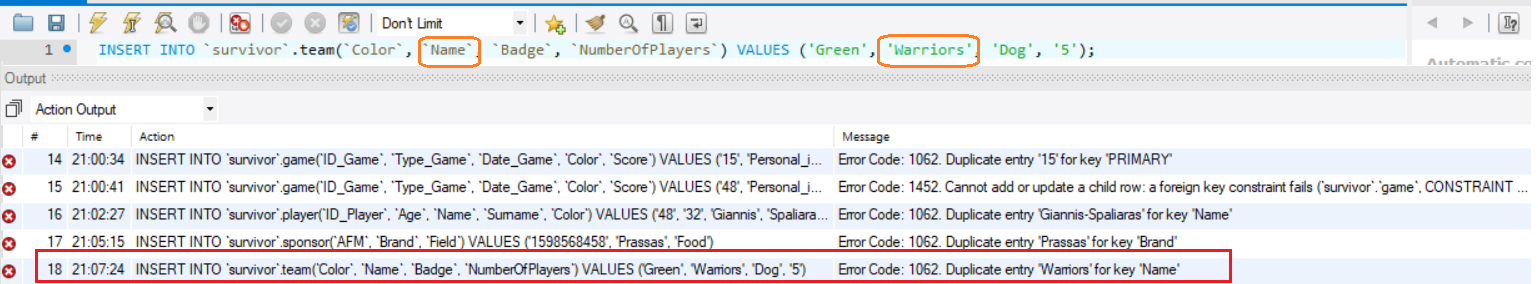 Don't Limit
1 INSERT INTO `survivor`.team(`Color`, `Name`, `Badge`, `NumberOfPlayers`) VALUES ('Green', 'Warriors', 'Dog', '5');
Output
Action Output
# Time Action Message
14 21:00:34 INSERT INTO `survivor`.game(`ID_Game`, `Type_Game`, `Date_Game`, `Color`, `Score`) VALUES ('15', 'Personal_i... Error Code: 1062. Duplicate entry '15' for key 'PRIMARY'
15 21:00:41 INSERT INTO `survivor`.game(`ID_Game`, `Type_Game`, `Date_Game`, `Color`, `Score`) VALUES ('48', 'Personal_i... Error Code: 1452. Cannot add or update a child row: a foreign key constraint fails (`survivor`.`game`, CONSTRAINT ...
16 21:02:27 INSERT INTO `survivor`.player(`ID_Player`, `Age`, `Name`, `Surname`, `Color`) VALUES ('48', '32', 'Giannis', 'Spaliara... Error Code: 1062. Duplicate entry 'Giannis-Spaliaras' for key 'Name'
17 21:05:15 INSERT INTO `survivor`.sponsor(`AFM`, `Brand`, `Field`) VALUES ('1598568458', 'Prassas', 'Food') Error Code: 1062. Duplicate entry 'Prassas' for key 'Brand'
18 21:07:24 INSERT INTO `survivor`.team(`Color`, `Name`, `Badge`, `NumberOfPlayers`) VALUES ('Green', 'Warriors', 'Dog', '5') Error Code: 1062. Duplicate entry 'Warriors' for key 'Name'